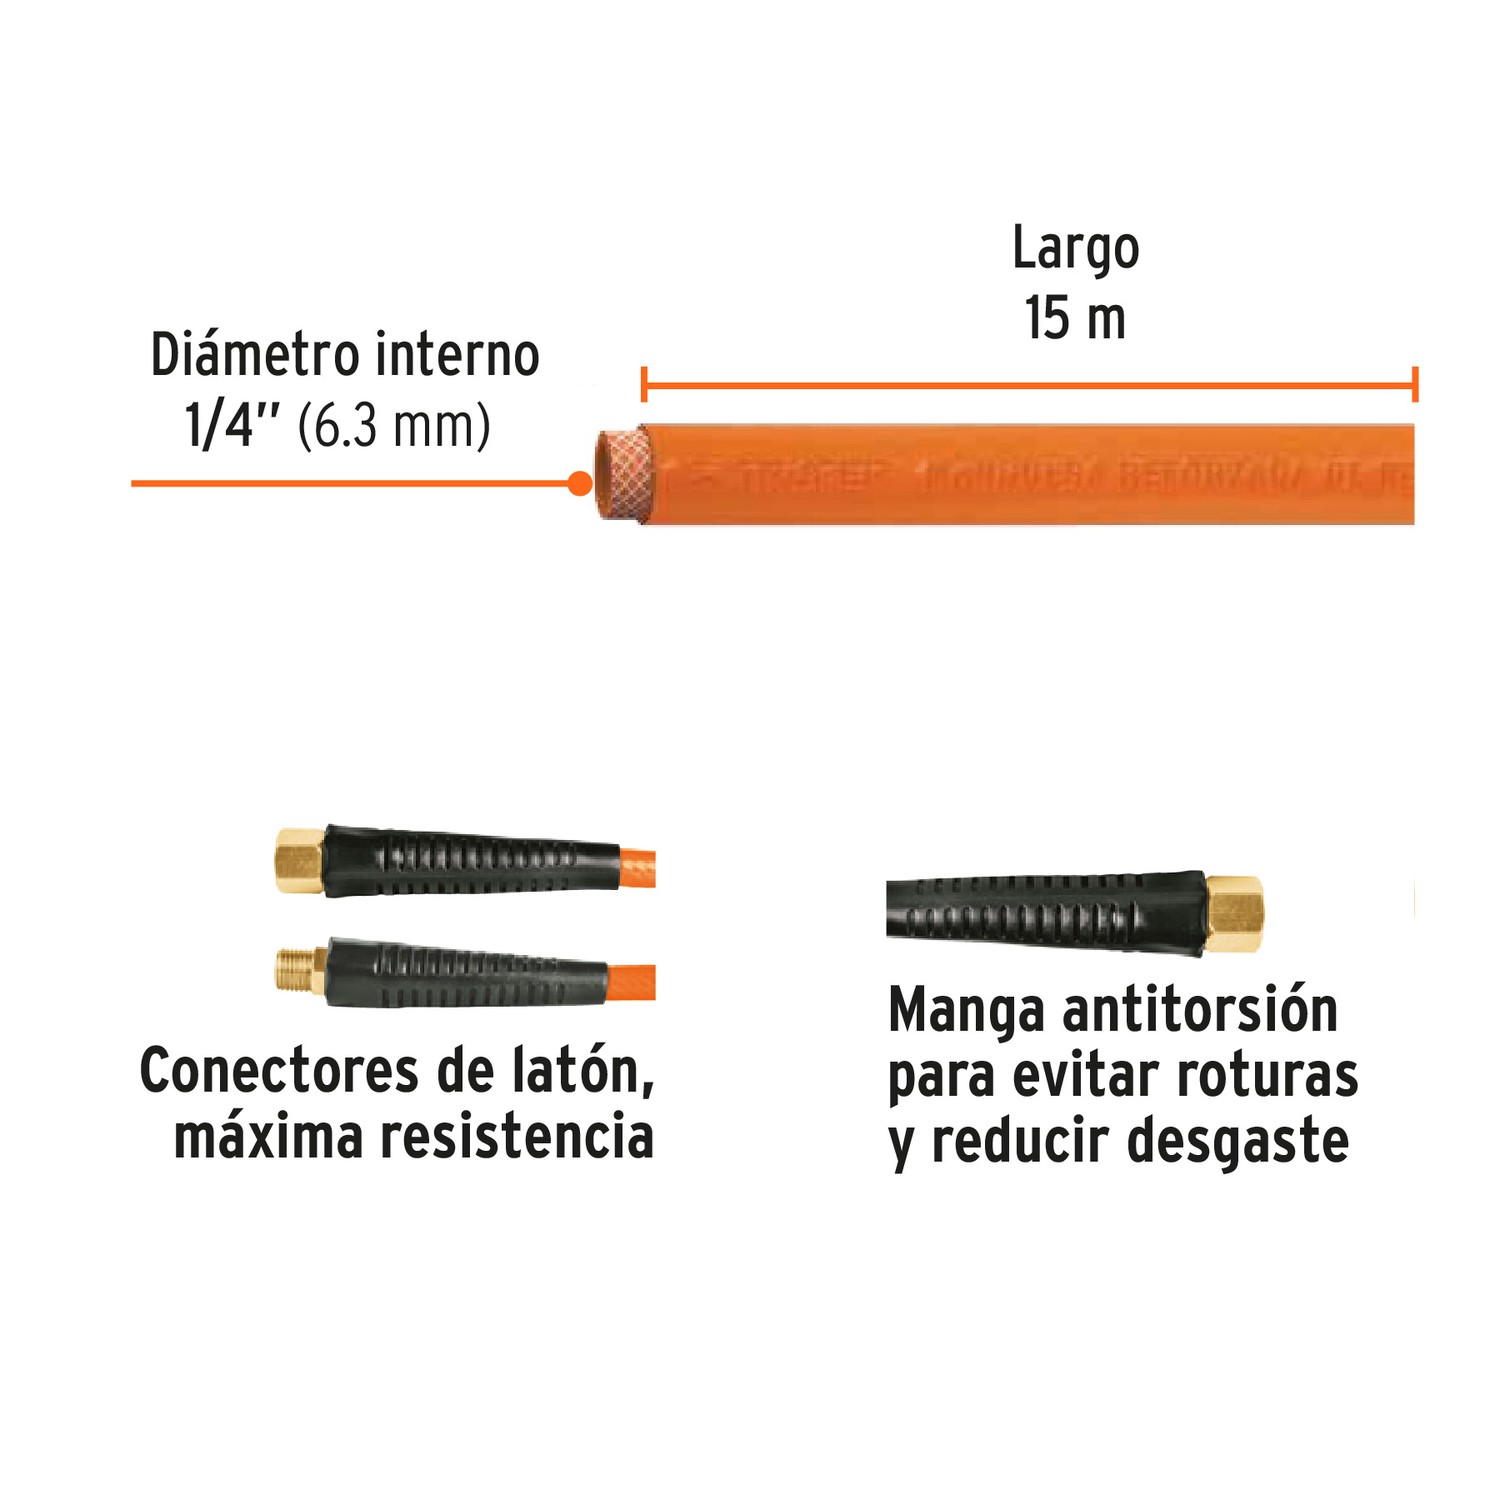 Largo
15 m
Diámetro interno
1/4” (6.3 mm)
TRUPER MANGUERA REFORZADA DE
Conectores de latón,
máxima resistencia
Manga antitorsión
para evitar roturas
y reducir desgaste